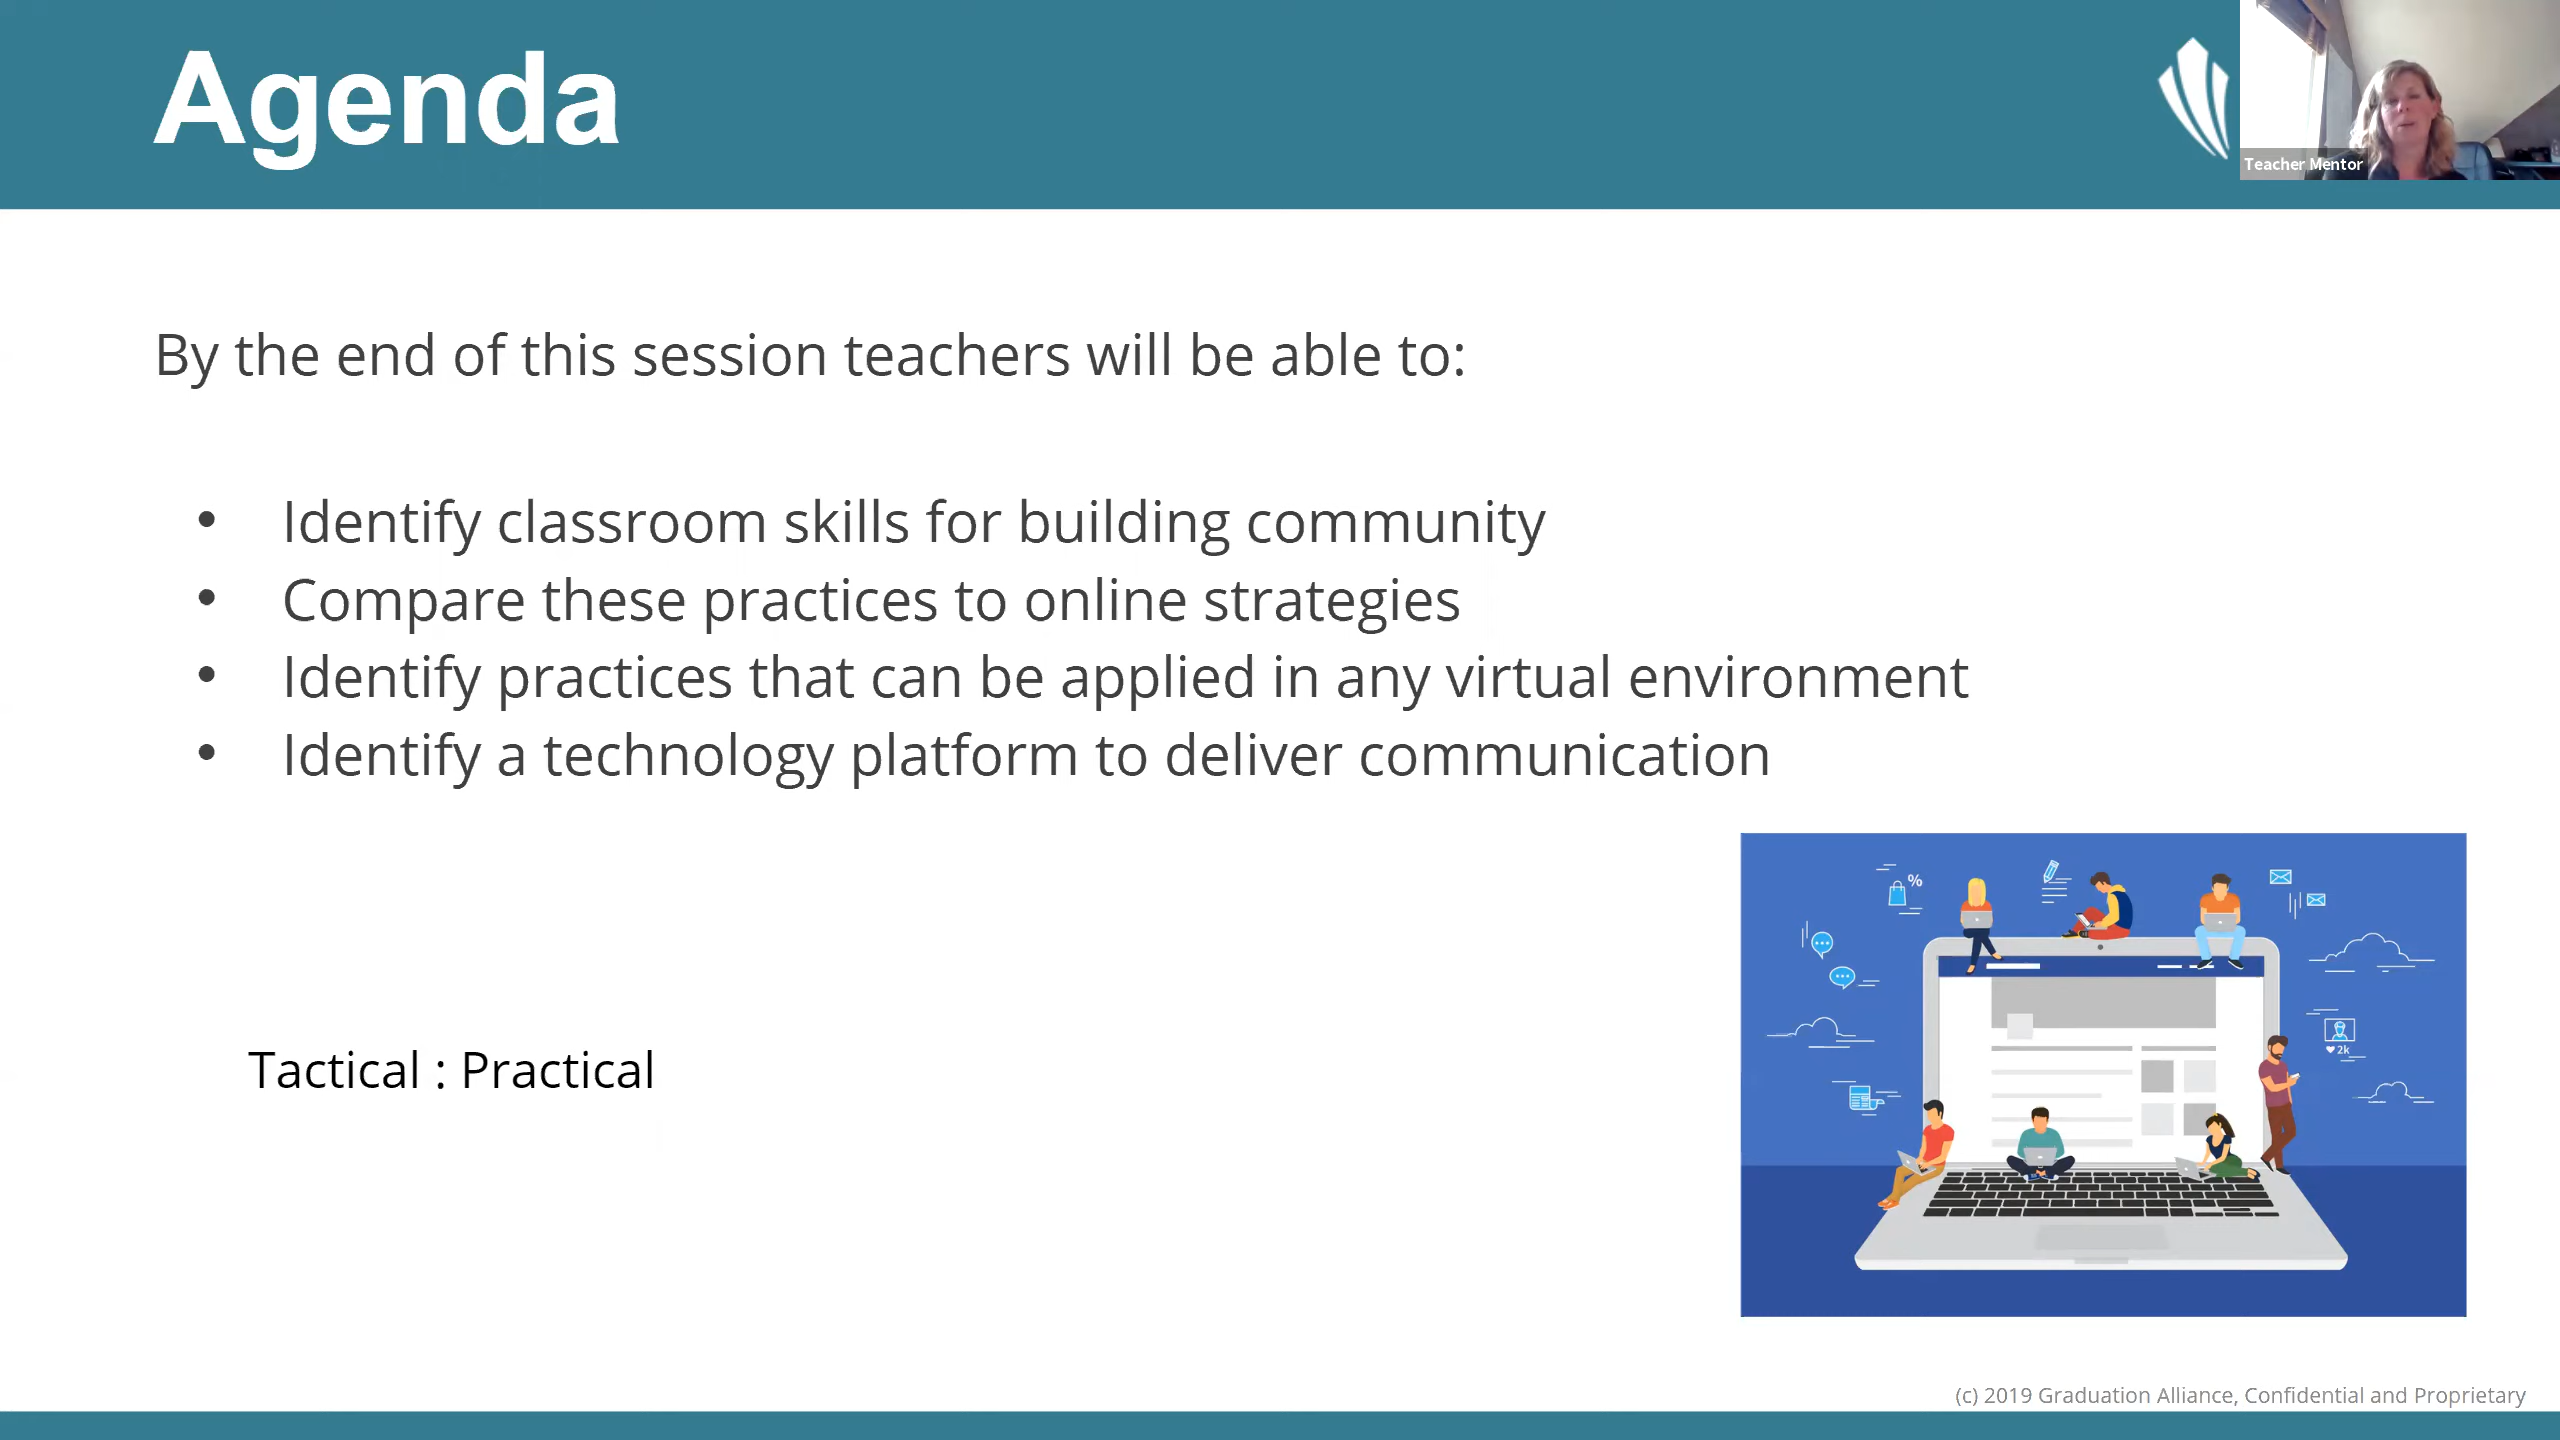 Agenda
Teacher Mentor
By the end of this session teachers will be able to:
• Identify classroom skills for building community
• Compare these practices to online strategies
• Identify practices that can be applied in any virtual environment
• Identify a technology platform to deliver communication
%
2k
Tactical : Practical
(c) 2019 Graduation Alliance, Confidential and Proprietary